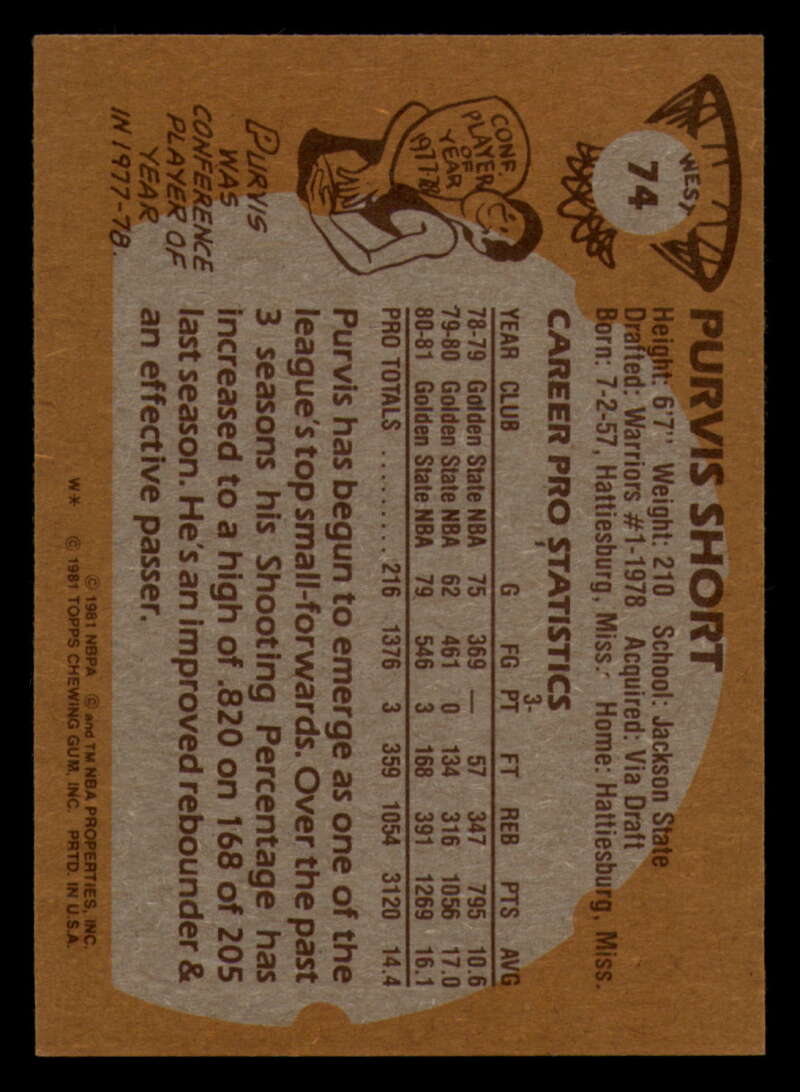 WEST
74
PURVIS SHORT
Height: 6'7" Weight: 210 School: Jackson State
Drafted: Warriors #1-1978 Acquired: Via Draft
Born: 7-2-57, Hattiesburg, Miss. Home: Hattiesburg, Miss.
CAREER PRO STATISTICS
3-
YEAR CLUB G FG PT FT REB PTS AVG
78-79 Golden State NBA 75 369 — 57 347 795 10.6
79-80 Golden State NBA 62 461 0 134 316 1056 17.0
80-81 Golden State NBA 79 546 3 168 391 1269 16.1
PRO TOTALS .......... 216 1376 3 359 1054 3120 14.4
Purvis has begun to emerge as one of the
league's top small-forwards. Over the past
3 seasons his Shooting Percentage has
increased to a high of .820 on 168 of 205
last season. He's an improved rebounder &
an effective passer.
CONF.
PLAYER
OF
YEAR
1977-78
PURVIS
WAS
CONFERENCE
PLAYER OF
YEAR
IN 1977-78.
© 1981 NBPA © and TM NBA PROPERTIES, INC.
W* © 1981 TOPPS CHEWING GUM, INC. PRTD. IN U.S.A.